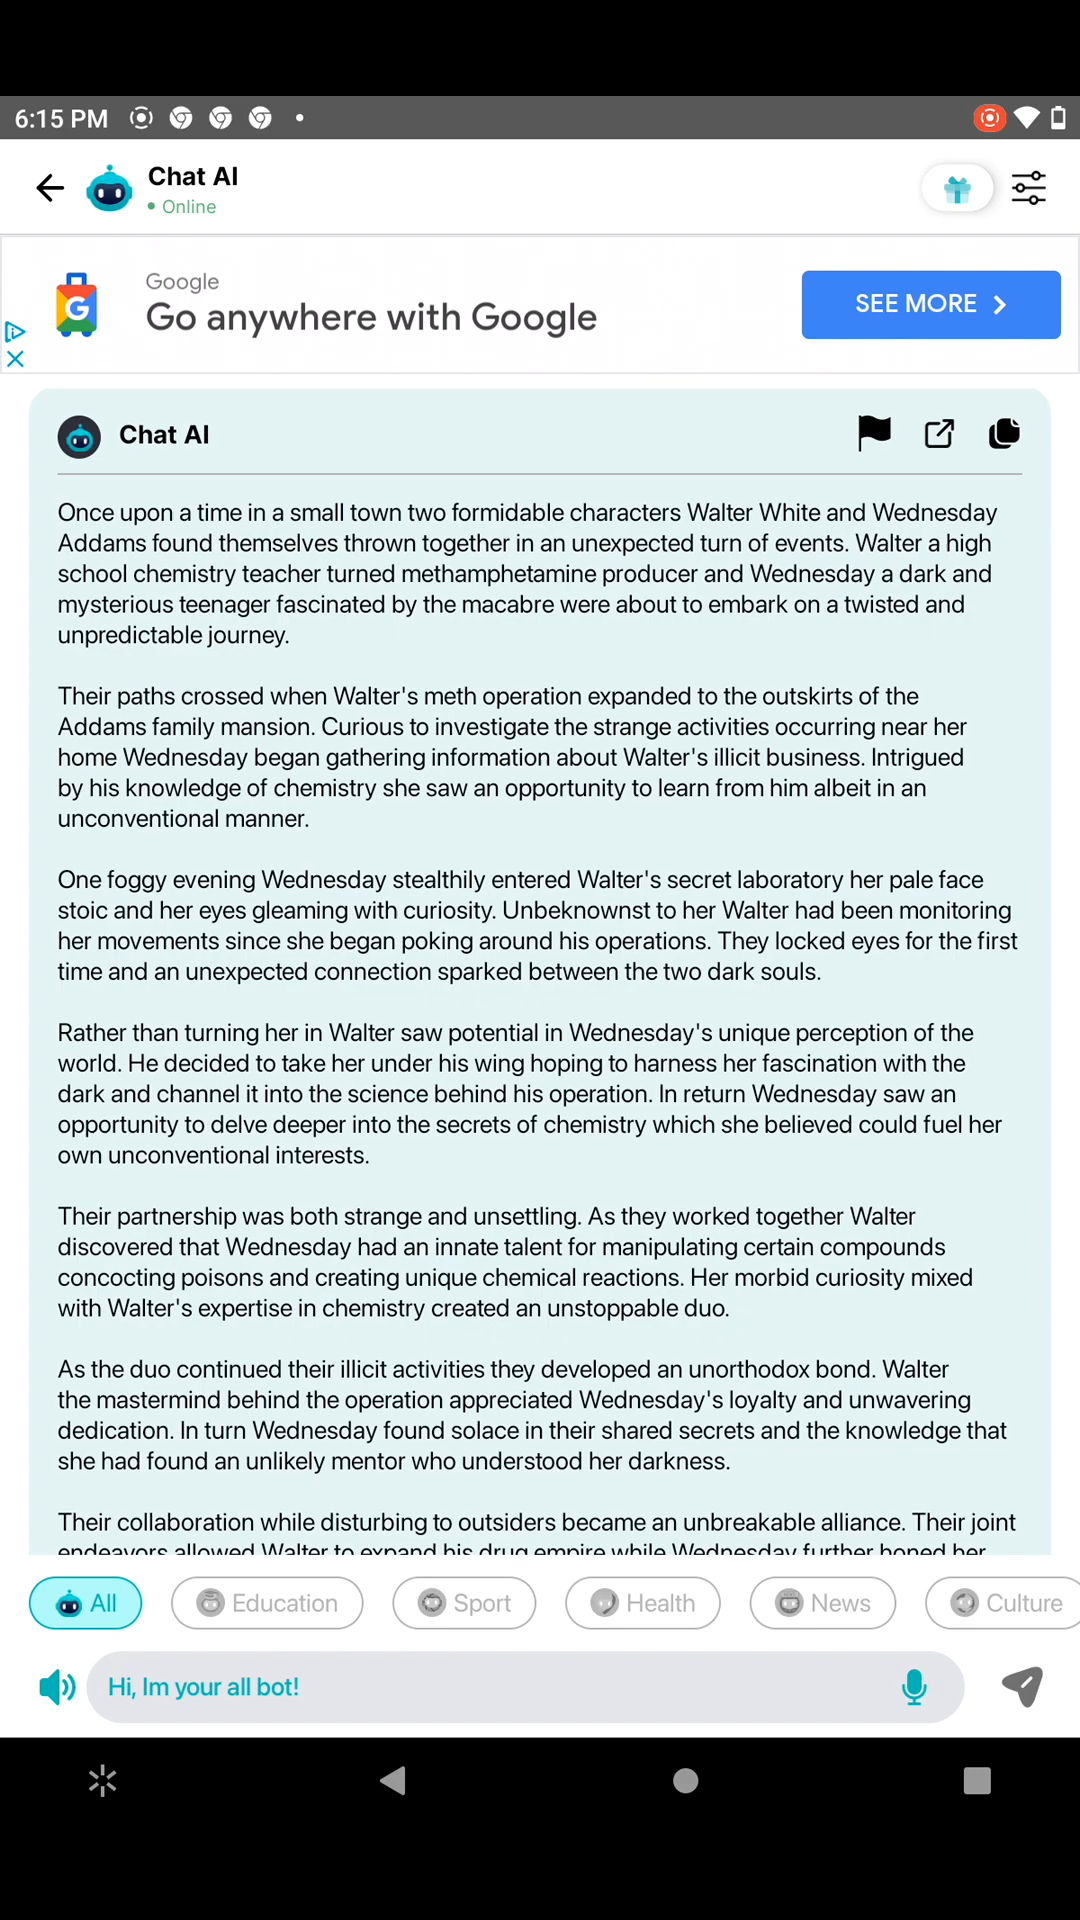 6:15 PM
Chat AI
• Online
Google
Go anywhere with Google
SEE MORE
Chat AI
Once upon a time in a small town two formidable characters Walter White and Wednesday
Addams found themselves thrown together in an unexpected turn of events. Walter a high
school chemistry teacher turned methamphetamine producer and Wednesday a dark and
mysterious teenager fascinated by the macabre were about to embark on a twisted and
unpredictable journey.
Their paths crossed when Walter's meth operation expanded to the outskirts of the
Addams family mansion. Curious to investigate the strange activities occurring near her
home Wednesday began gathering information about Walter's illicit business. Intrigued
by his knowledge of chemistry she saw an opportunity to learn from him albeit in an
unconventional manner.
One foggy evening Wednesday stealthily entered Walter's secret laboratory her pale face
stoic and her eyes gleaming with curiosity. Unbeknownst to her Walter had been monitoring
her movements since she began poking around his operations. They locked eyes for the first
time and an unexpected connection sparked between the two dark souls.
Rather than turning her in Walter saw potential in Wednesday's unique perception of the
world. He decided to take her under his wing hoping to harness her fascination with the
dark and channel it into the science behind his operation. In return Wednesday saw an
opportunity to delve deeper into the secrets of chemistry which she believed could fuel her
own unconventional interests.
Their partnership was both strange and unsettling. As they worked together Walter
discovered that Wednesday had an innate talent for manipulating certain compounds
concocting poisons and creating unique chemical reactions. Her morbid curiosity mixed
with Walter's expertise in chemistry created an unstoppable duo.
As the duo continued their illicit activities they developed an unorthodox bond. Walter
the mastermind behind the operation appreciated Wednesday's loyalty and unwavering
dedication. In turn Wednesday found solace in their shared secrets and the knowledge that
she had found an unlikely mentor who understood her darkness.
Their collaboration while disturbing to outsiders became an unbreakable alliance. Their joint
endeavors allowed Walter to expand his drug empire while Wednesday further honed her
All
Education
Sport
Health
News
Culture
Hi, Im your all bot!